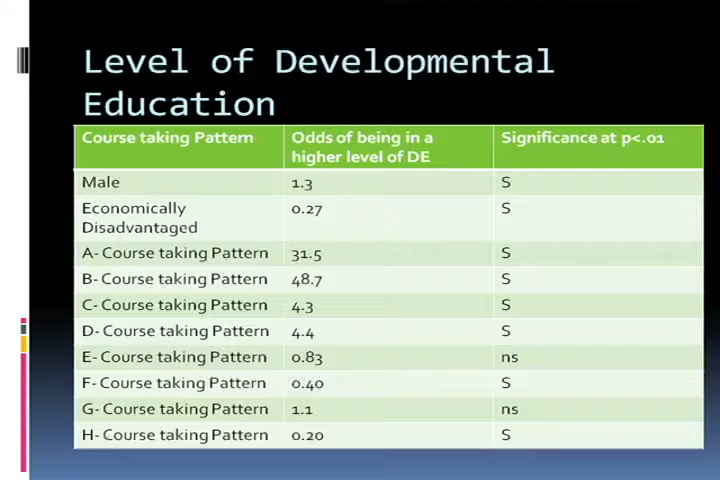 Level of Developmental
Education
Course taking Pattern Odds of being in a Significance at p<.01
higher level of DE
Male 1.3 S
Economically 0.27 S
Disadvantaged
A- Course taking Pattern 31.5 S
B- Course taking Pattern 48.7 S
C- Course taking Pattern 4.3 S
D- Course taking Pattern 4.4 S
E- Course taking Pattern 0.83 ns
F- Course taking Pattern 0.40 S
G- Course taking Pattern 1.1 ns
H- Course taking Pattern 0.20 S